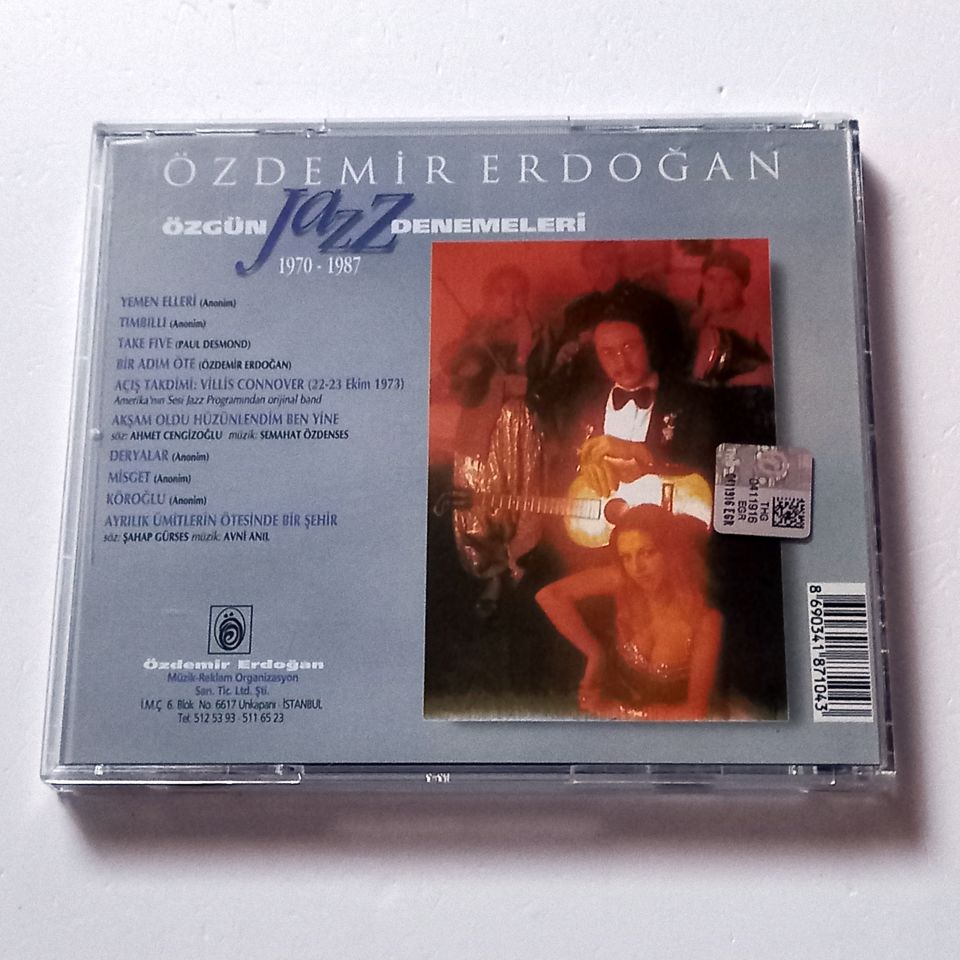 ÖZDEMİR ERDOĞAN
ÖZGÜN Jazz DENEMELERİ
1970 - 1987
YEMEN ELLERİ (Anonim)
TIMBILLI (Anonim)
TAKE FIVE (PAUL DESMOND)
BİR ADIM ÖTE (ÖZDEMİR ERDOĞAN)
AÇIŞ TAKDİMİ: VİLLİS CONNOVER (22-23 Ekim 1973)
Amerika'nın Sesi Jazz Programından orijinal band
AKŞAM OLDU HÜZÜNLENDİM BEN YİNE
söz: AHMET CENGİZOĞLU müzik: SEMAHAT ÖZDENSES
DERYALAR (Anonim)
MİSGET (Anonim)
KÖROĞLU (Anonim)
AYRILIK ÜMİTLERİN ÖTESİNDE BİR ŞEHİR
söz: ŞAHAP GÜRSES müzik: AVNİ ANIL
Özdemir Erdoğan
Müzik-Reklam Organizasyon
San. Tic. Ltd. Şti.
İ.M.Ç 6. Blok No. 6617 Unkapanı - İSTANBUL
Tel: 512 53 93 - 511 65 23
THG
0411916
EGR
0411916 EGR
8 690341 871043